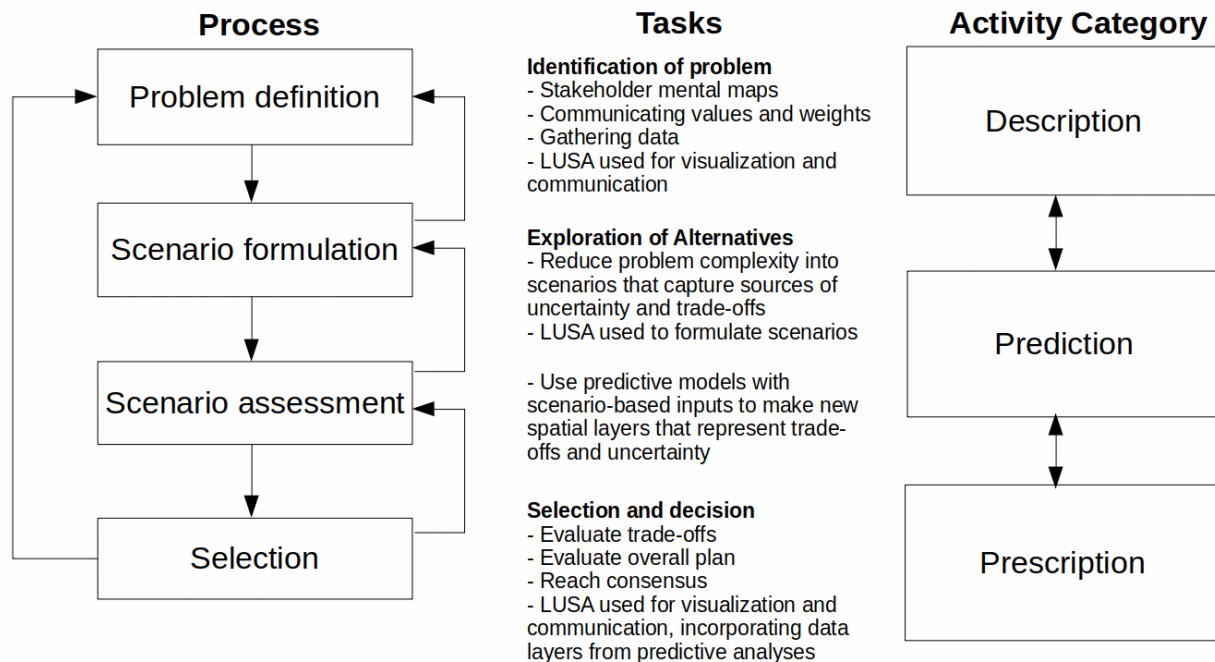 Process
Problem definition
Scenario formulation
Scenario assessment
Selection
Tasks
Identification of problem
- Stakeholder mental maps
- Communicating values and weights
- Gathering data
- LUSA used for visualization and
communication
Exploration of Alternatives
- Reduce problem complexity into
scenarios that capture sources of
uncertainty and trade-offs
- LUSA used to formulate scenarios
- Use predictive models with
scenario-based inputs to make new
spatial layers that represent trade-
offs and uncertainty
Selection and decision
- Evaluate trade-offs
- Evaluate overall plan
- Reach consensus
- LUSA used for visualization and
communication, incorporating data
layers from predictive analyses
Activity Category
Description
Prediction
Prescription